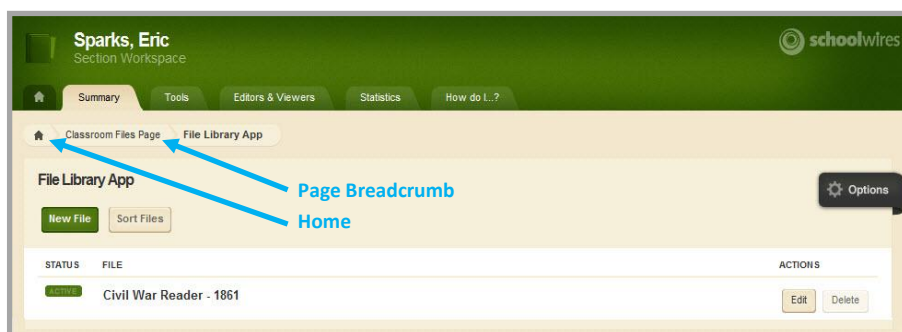 Sparks, Eric
Section Workspace
schoolwires
Summary Tools Editors & Viewers Statistics How do I...?
Classroom Files Page File Library App
File Library App
Page Breadcrumb
Options
New File Sort Files
Home
STATUS FILE ACTIONS
ACTIVE Civil War Reader - 1861 Edit Delete